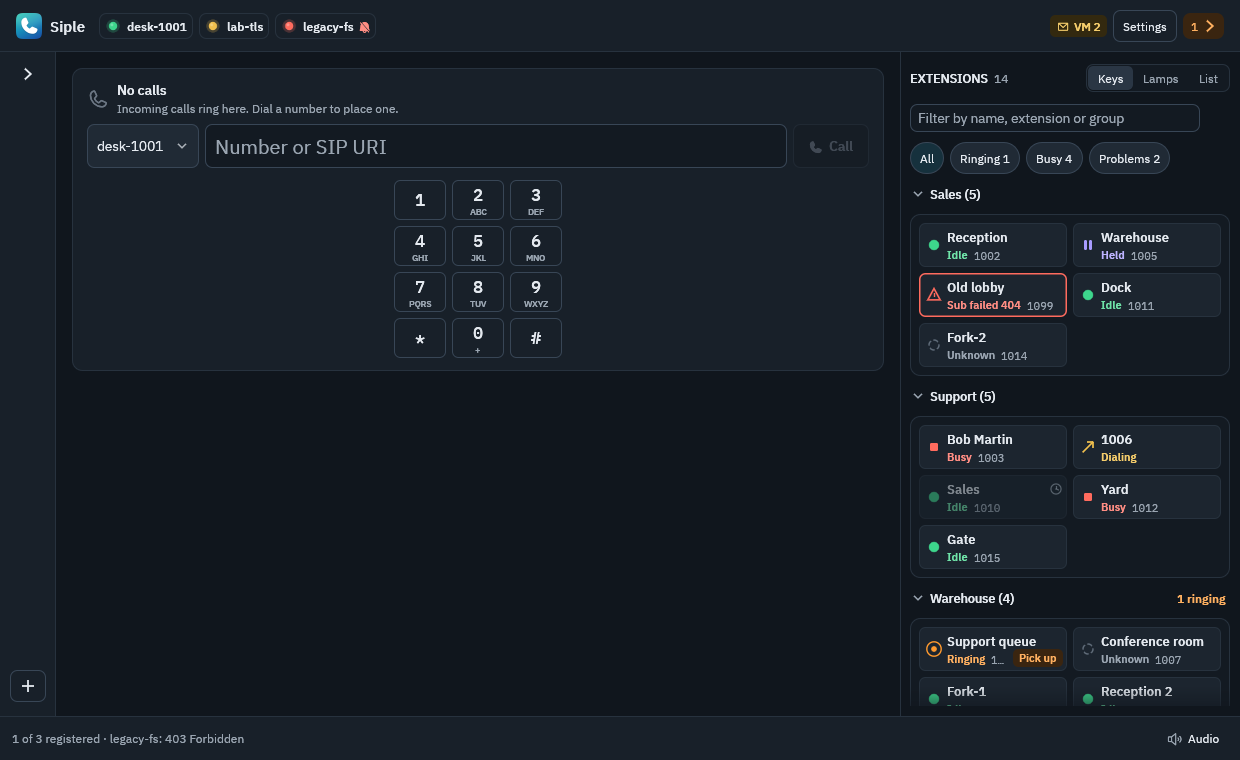 Siple desk-1001 lab-tls legacy-fs VM 2 Settings 1
EXTENSIONS 14 Keys Lamps List
No calls
Incoming calls ring here. Dial a number to place one.
desk-1001 Number or SIP URI Call
1 2 ABC 3 DEF
4 GHI 5 JKL 6 MNO
7 PQRS 8 TUV 9 WXYZ
* 0 + #
Filter by name, extension or group
All Ringing 1 Busy 4 Problems 2
Sales (5)
Reception Warehouse
Idle 1002 Held 1005
Old lobby Dock
Sub failed 404 1099 Idle 1011
Fork-2
Unknown 1014
Support (5)
Bob Martin 1006
Busy 1003 Dialing
Sales Yard
Idle 1010 Busy 1012
Gate
Idle 1015
Warehouse (4) 1 ringing
Support queue Conference room
Ringing 1… Pick up Unknown 1007
Fork-1 Reception 2
1 of 3 registered · legacy-fs: 403 Forbidden Audio